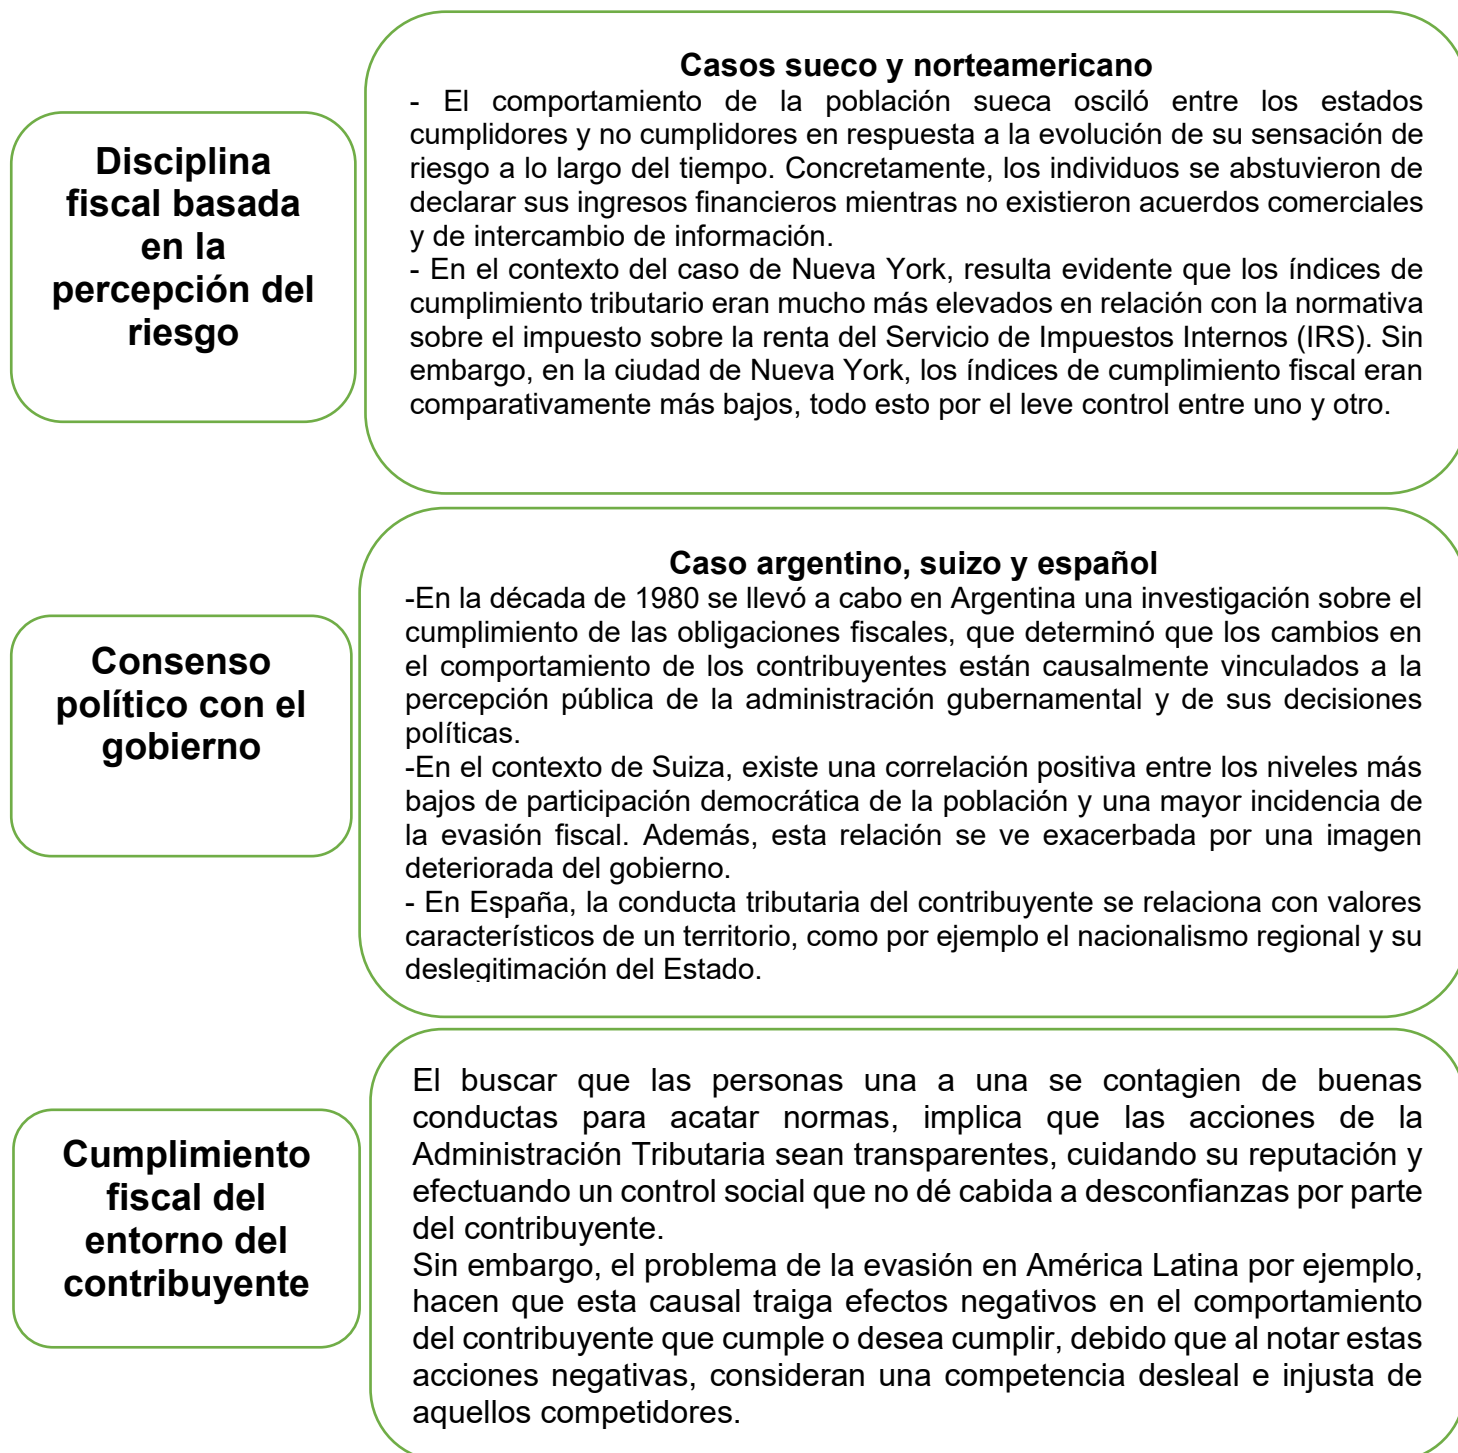 Disciplina
fiscal basada
en la
percepción del
riesgo
Casos sueco y norteamericano
- El comportamiento de la población sueca osciló entre los estados
cumplidores y no cumplidores en respuesta a la evolución de su sensación de
riesgo a lo largo del tiempo. Concretamente, los individuos se abstuvieron de
declarar sus ingresos financieros mientras no existieron acuerdos comerciales
y de intercambio de información.
- En el contexto del caso de Nueva York, resulta evidente que los índices de
cumplimiento tributario eran mucho más elevados en relación con la normativa
sobre el impuesto sobre la renta del Servicio de Impuestos Internos (IRS). Sin
embargo, en la ciudad de Nueva York, los índices de cumplimiento fiscal eran
comparativamente más bajos, todo esto por el leve control entre uno y otro.
Consenso
político con el
gobierno
Caso argentino, suizo y español
-En la década de 1980 se llevó a cabo en Argentina una investigación sobre el
cumplimiento de las obligaciones fiscales, que determinó que los cambios en
el comportamiento de los contribuyentes están causalmente vinculados a la
percepción pública de la administración gubernamental y de sus decisiones
políticas.
-En el contexto de Suiza, existe una correlación positiva entre los niveles más
bajos de participación democrática de la población y una mayor incidencia de
la evasión fiscal. Además, esta relación se ve exacerbada por una imagen
deteriorada del gobierno.
- En España, la conducta tributaria del contribuyente se relaciona con valores
característicos de un territorio, como por ejemplo el nacionalismo regional y su
deslegitimación del Estado.
Cumplimiento
fiscal del
entorno del
contribuyente
El buscar que las personas una a una se contagien de buenas
conductas para acatar normas, implica que las acciones de la
Administración Tributaria sean transparentes, cuidando su reputación y
efectuando un control social que no dé cabida a desconfianzas por parte
del contribuyente.
Sin embargo, el problema de la evasión en América Latina por ejemplo,
hacen que esta causal traiga efectos negativos en el comportamiento
del contribuyente que cumple o desea cumplir, debido que al notar estas
acciones negativas, consideran una competencia desleal e injusta de
aquellos competidores.